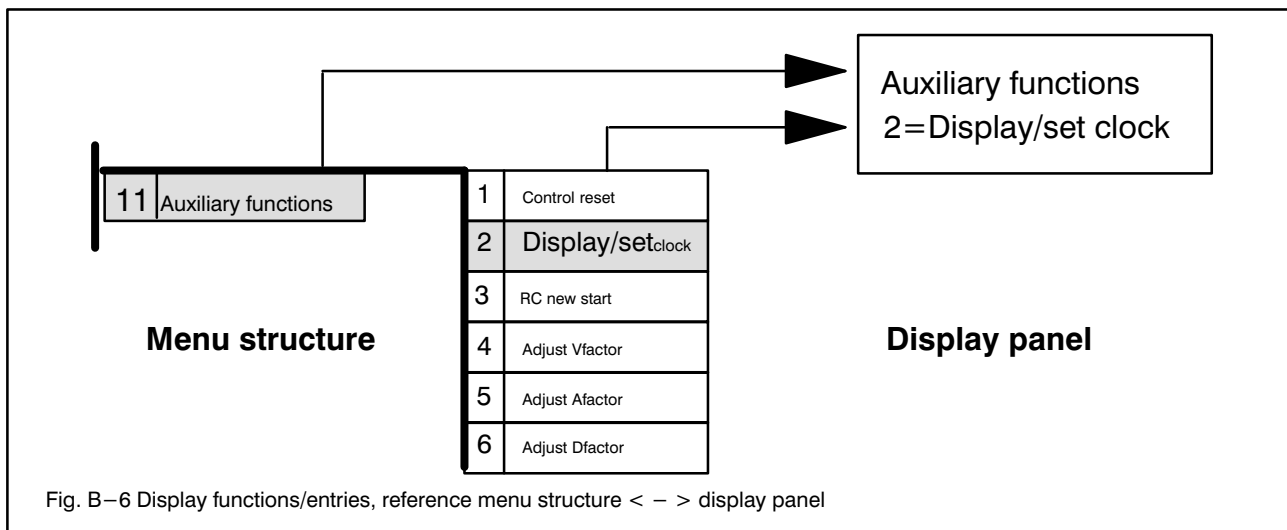 Auxiliary functions
2=Display/set clock
11 Auxiliary functions
1 Control reset
2 Display/setclock
3 RC new start
4 Adjust Vfactor
5 Adjust Afactor
6 Adjust Dfactor
Menu structure
Display panel
Fig. B−6 Display functions/entries, reference menu structure < − > display panel